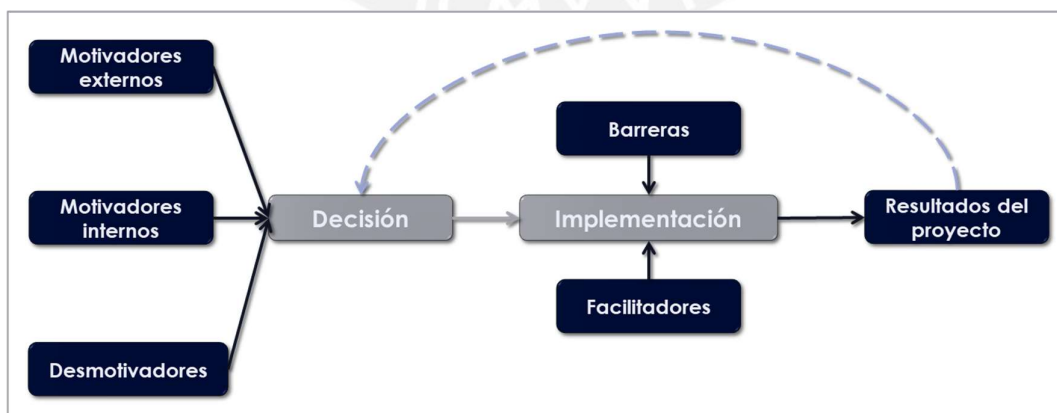 Motivadores
externos
Barreras
Motivadores
internos
Decisión
Implementación
Resultados del
proyecto
Facilitadores
Desmotivadores